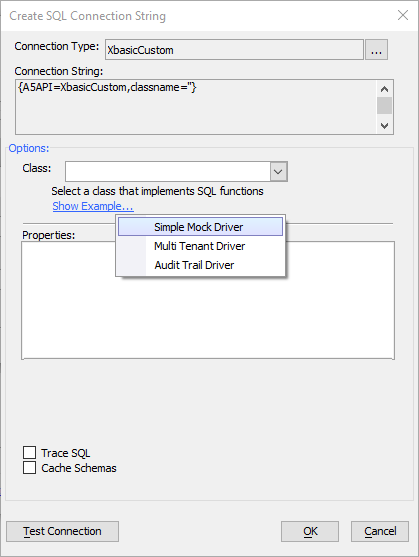 Create SQL Connection String
Connection Type: XbasicCustom ...
Connection String:
{A5API=XbasicCustom,classname=''}
Options:
Class:
Select a class that implements SQL functions
Show Example...
Simple Mock Driver
Properties:
Multi Tenant Driver
Audit Trail Driver
Trace SQL
Cache Schemas
Test Connection OK Cancel